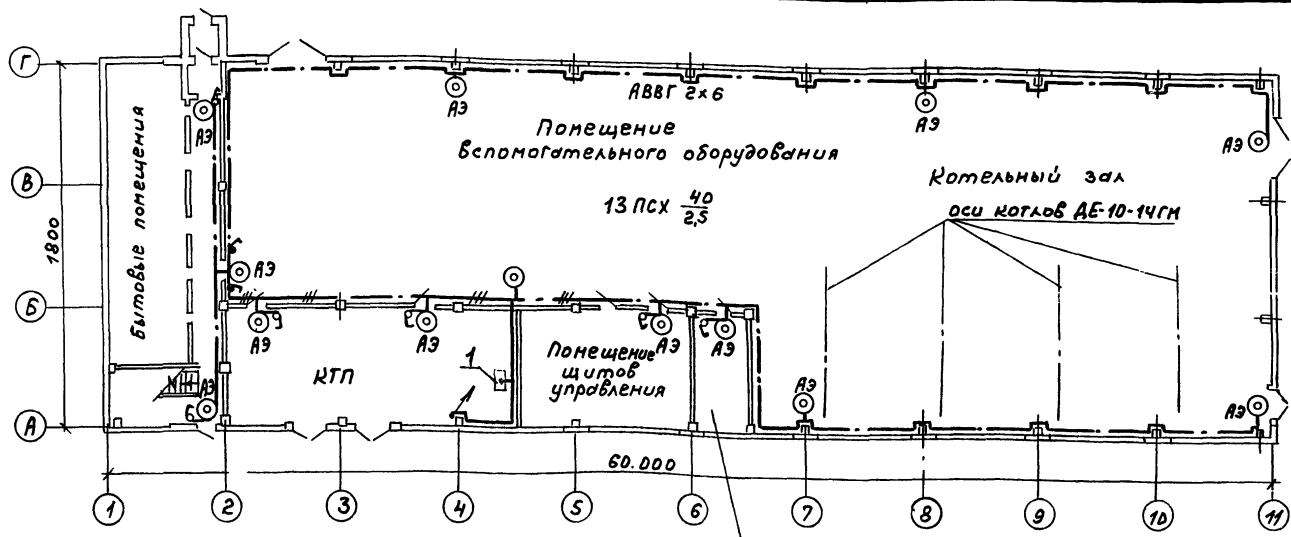 Г
АЭ
АВВГ 2×6
АЭ
АЭ
АЭ
Помещение
вспомогательного оборудования
В
Бытовые помещения
13 ПСХ 40
2,5
Котельный зал
оси котлов ДЕ-10-14ГМ
1800
АЭ
Б
АЭ
АЭ
АЭ
АЭ
КТП
1
Помещение
щитов
управления
АЭ
АЭ
АЭ
А
60.000
1
2
3
4
5
6
7
8
9
10
11